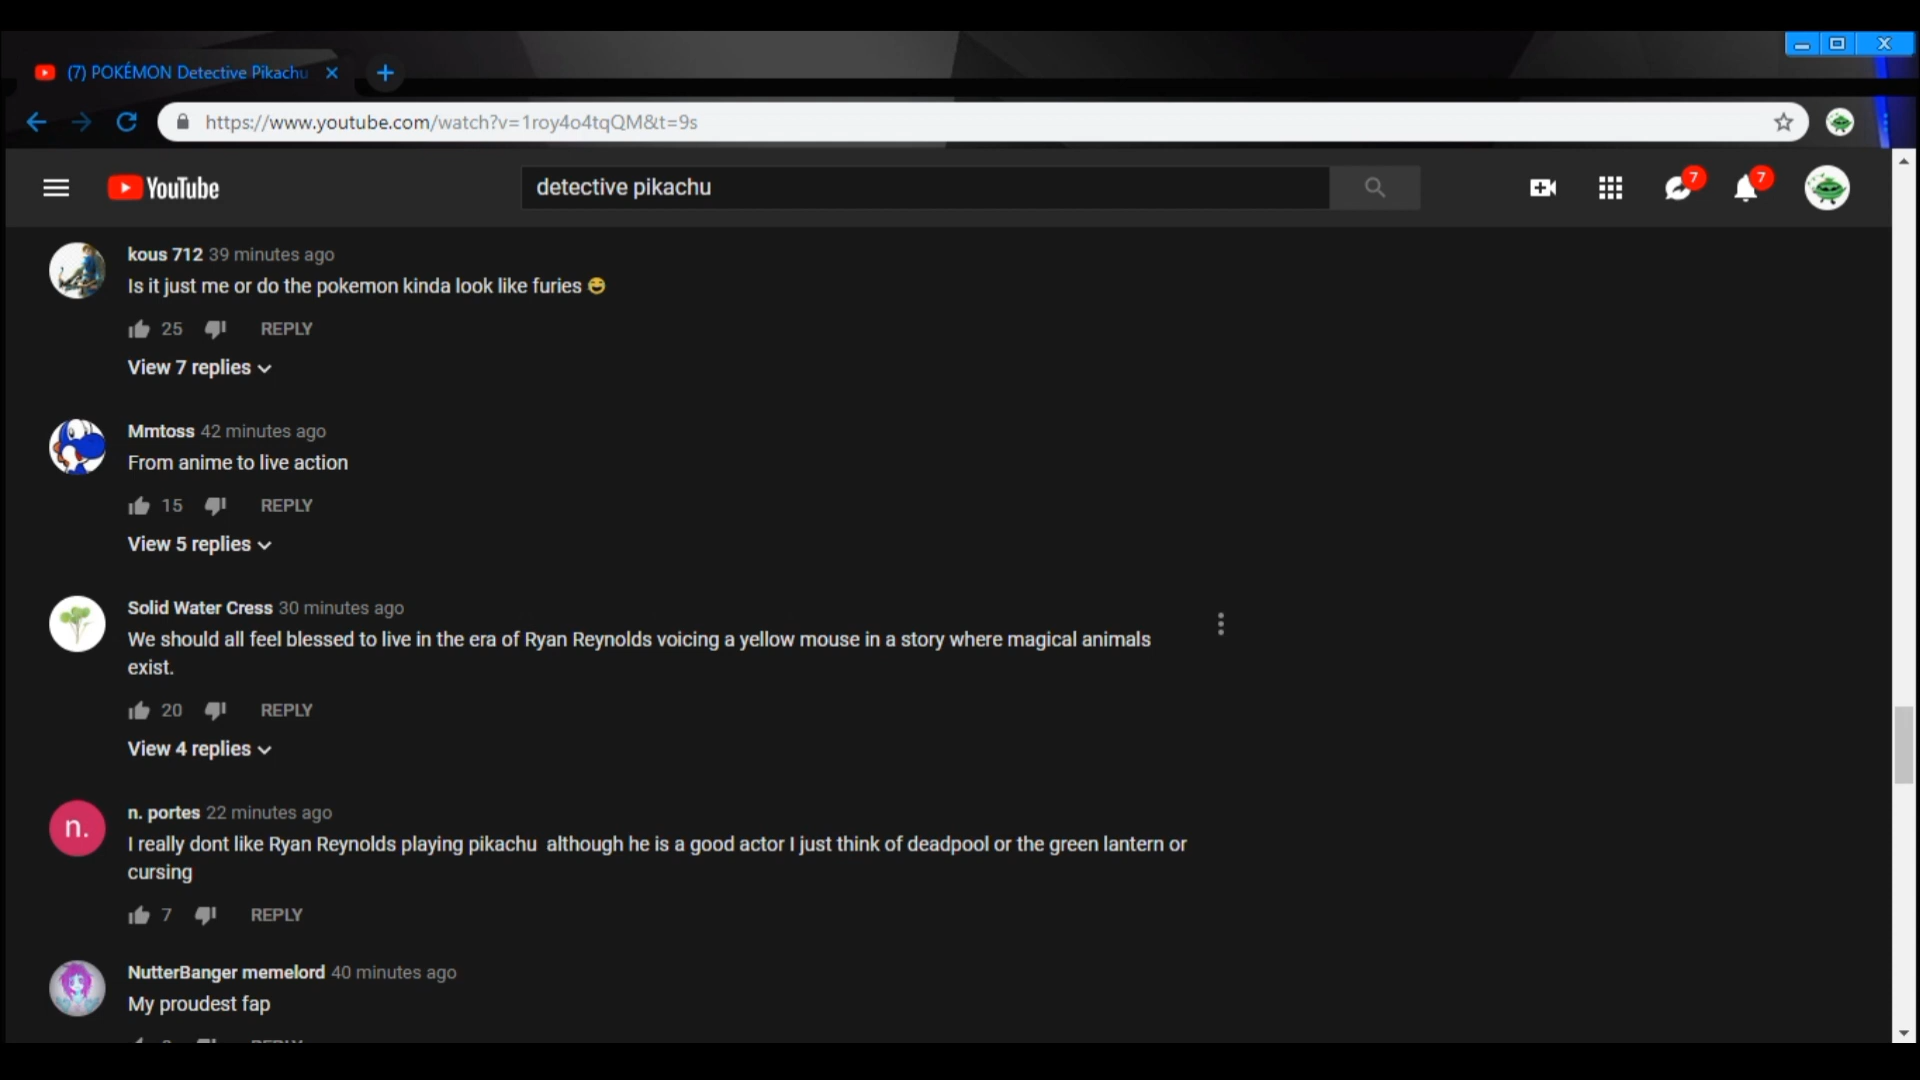 (7) POKÉMON Detective Pikachu
https://www.youtube.com/watch?v=1roy4o4tqQM&t=9s
YouTube
detective pikachu
7
7
kous 712 39 minutes ago
Is it just me or do the pokemon kinda look like furies 😂
25 REPLY
View 7 replies
Mmtoss 42 minutes ago
From anime to live action
15 REPLY
View 5 replies
Solid Water Cress 30 minutes ago
We should all feel blessed to live in the era of Ryan Reynolds voicing a yellow mouse in a story where magical animals
exist.
20 REPLY
View 4 replies
n.
n. portes 22 minutes ago
I really dont like Ryan Reynolds playing pikachu  although he is a good actor I just think of deadpool or the green lantern or
cursing
7 REPLY
NutterBanger memelord 40 minutes ago
My proudest fap
REPLY